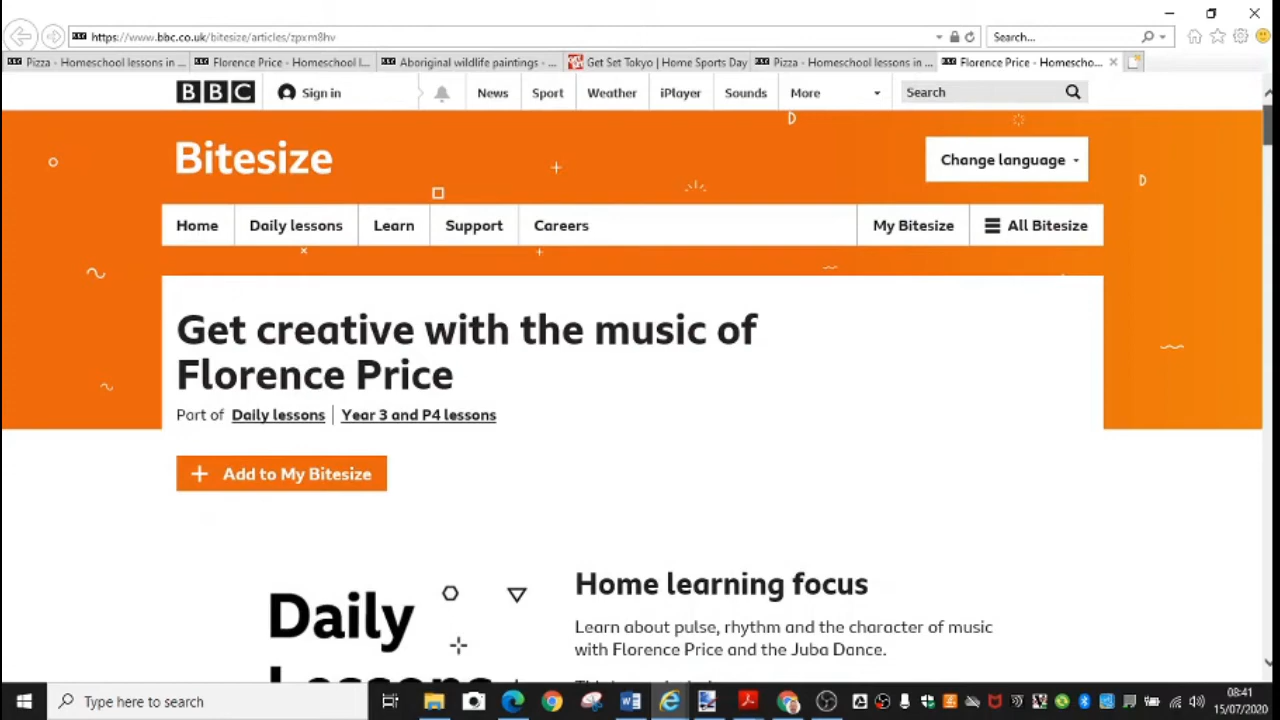 https://www.bbc.co.uk/bitesize/articles/zpxm8hv
Search...
Pizza - Homeschool lessons in ...
Florence Price - Homeschool l...
Aboriginal wildlife paintings - ...
Get Set Tokyo | Home Sports Day
Pizza - Homeschool lessons in ...
Florence Price - Homescho...
BBC
Sign in
News
Sport
Weather
iPlayer
Sounds
More
Search
Bitesize
Change language
Home
Daily lessons
Learn
Support
Careers
My Bitesize
All Bitesize
Get creative with the music of
Florence Price
Part of Daily lessons | Year 3 and P4 lessons
+ Add to My Bitesize
Daily
Lessons
Home learning focus
Learn about pulse, rhythm and the character of music
with Florence Price and the Juba Dance.
Type here to search
08:41
15/07/2020